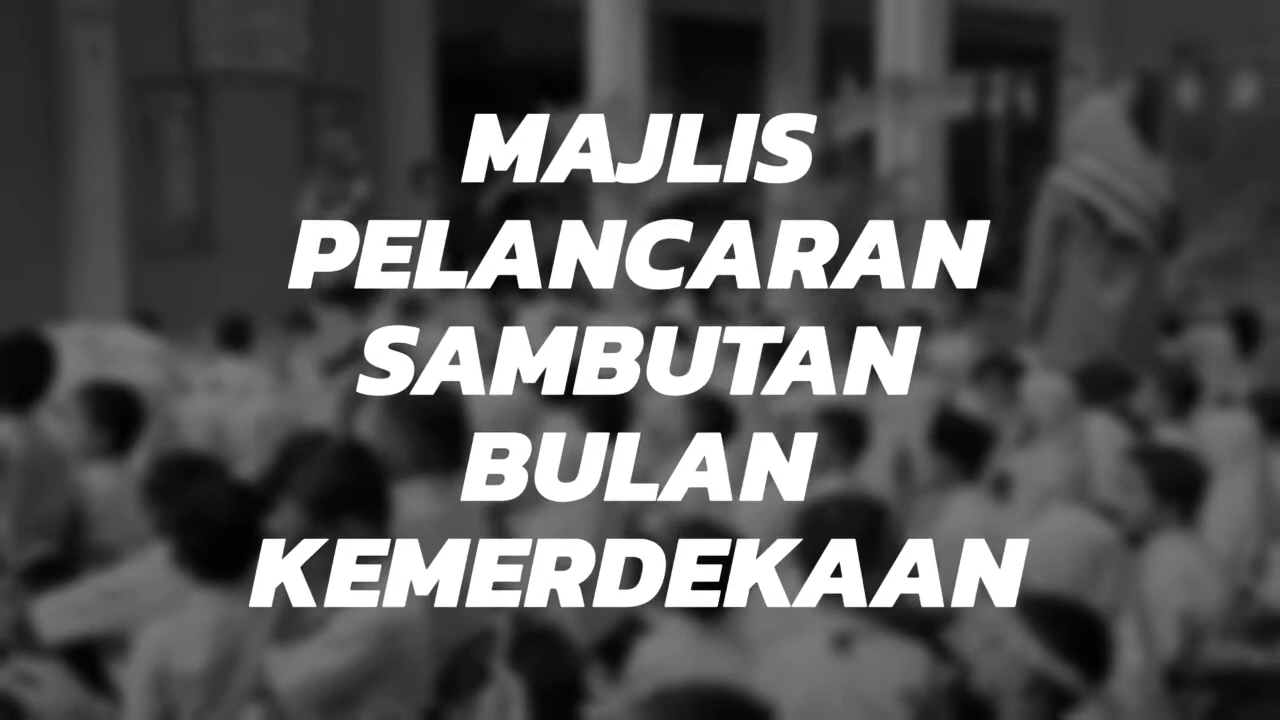 MAJLIS
PELANCARAN
SAMBUTAN
BULAN
KEMERDEKAAN